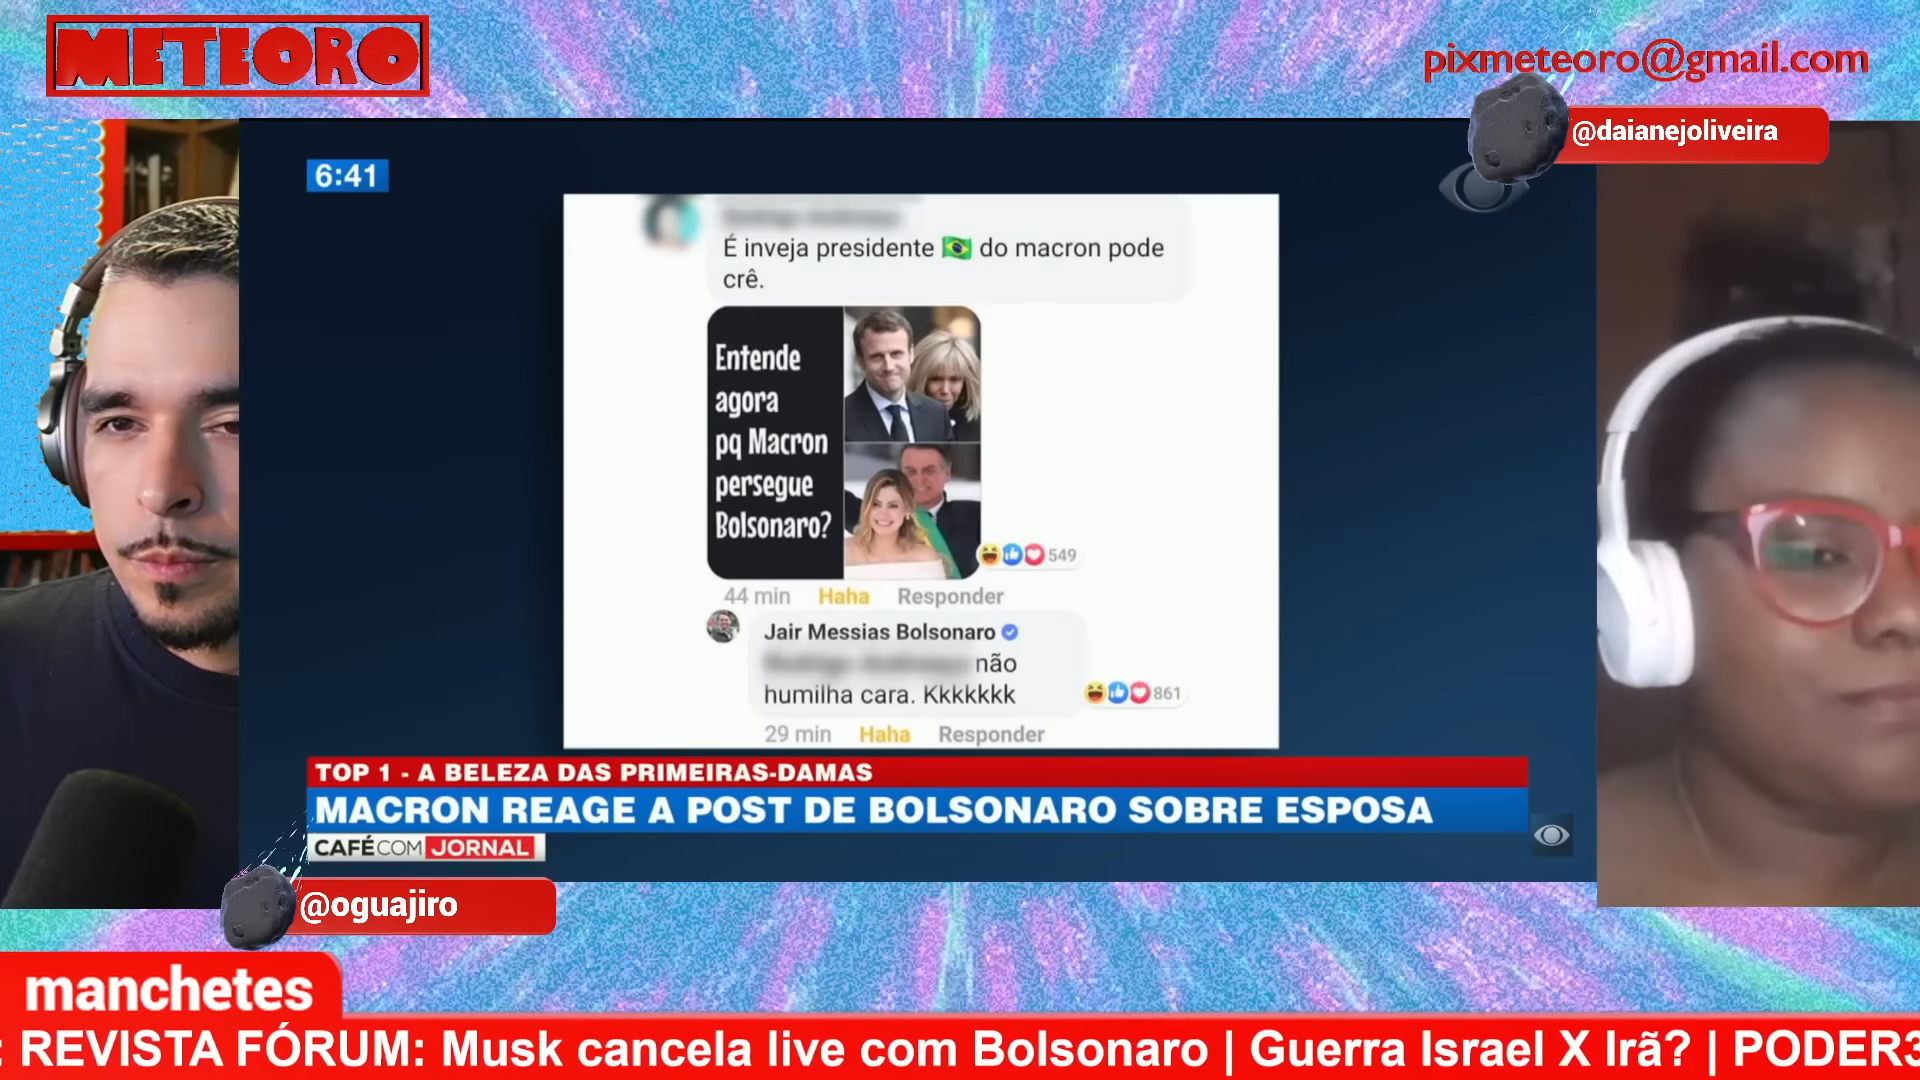 METEORO
pixmeteoro@gmail.com
@daianejoliveira
6:41
É inveja presidente 🇧🇷 do macron pode
crê.
Entende
agora
pq Macron
persegue
Bolsonaro?
549
44 min Haha Responder
Jair Messias Bolsonaro
não
humilha cara. Kkkkkkk
861
29 min Haha Responder
TOP 1 - A BELEZA DAS PRIMEIRAS-DAMAS
MACRON REAGE A POST DE BOLSONARO SOBRE ESPOSA
CAFÉCOM JORNAL
@oguajiro
manchetes
: REVISTA FÓRUM: Musk cancela live com Bolsonaro | Guerra Israel X Irã? | PODER3